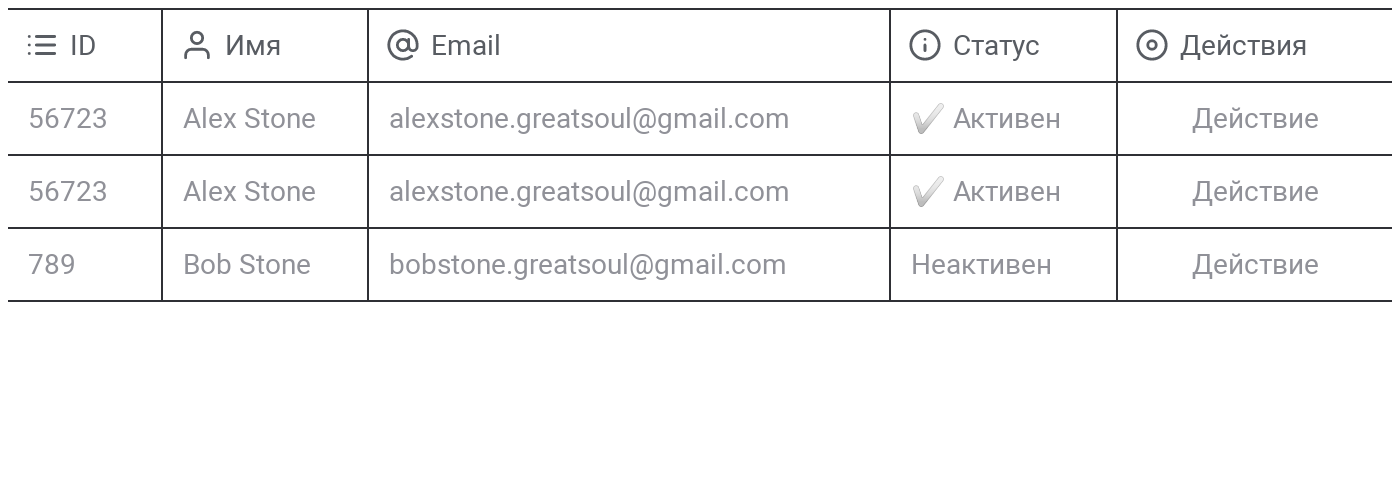 ID Имя Email Статус Действия
56723 Alex Stone alexstone.greatsoul@gmail.com ✔ Активен Действие
56723 Alex Stone alexstone.greatsoul@gmail.com ✔ Активен Действие
789 Bob Stone bobstone.greatsoul@gmail.com Неактивен Действие